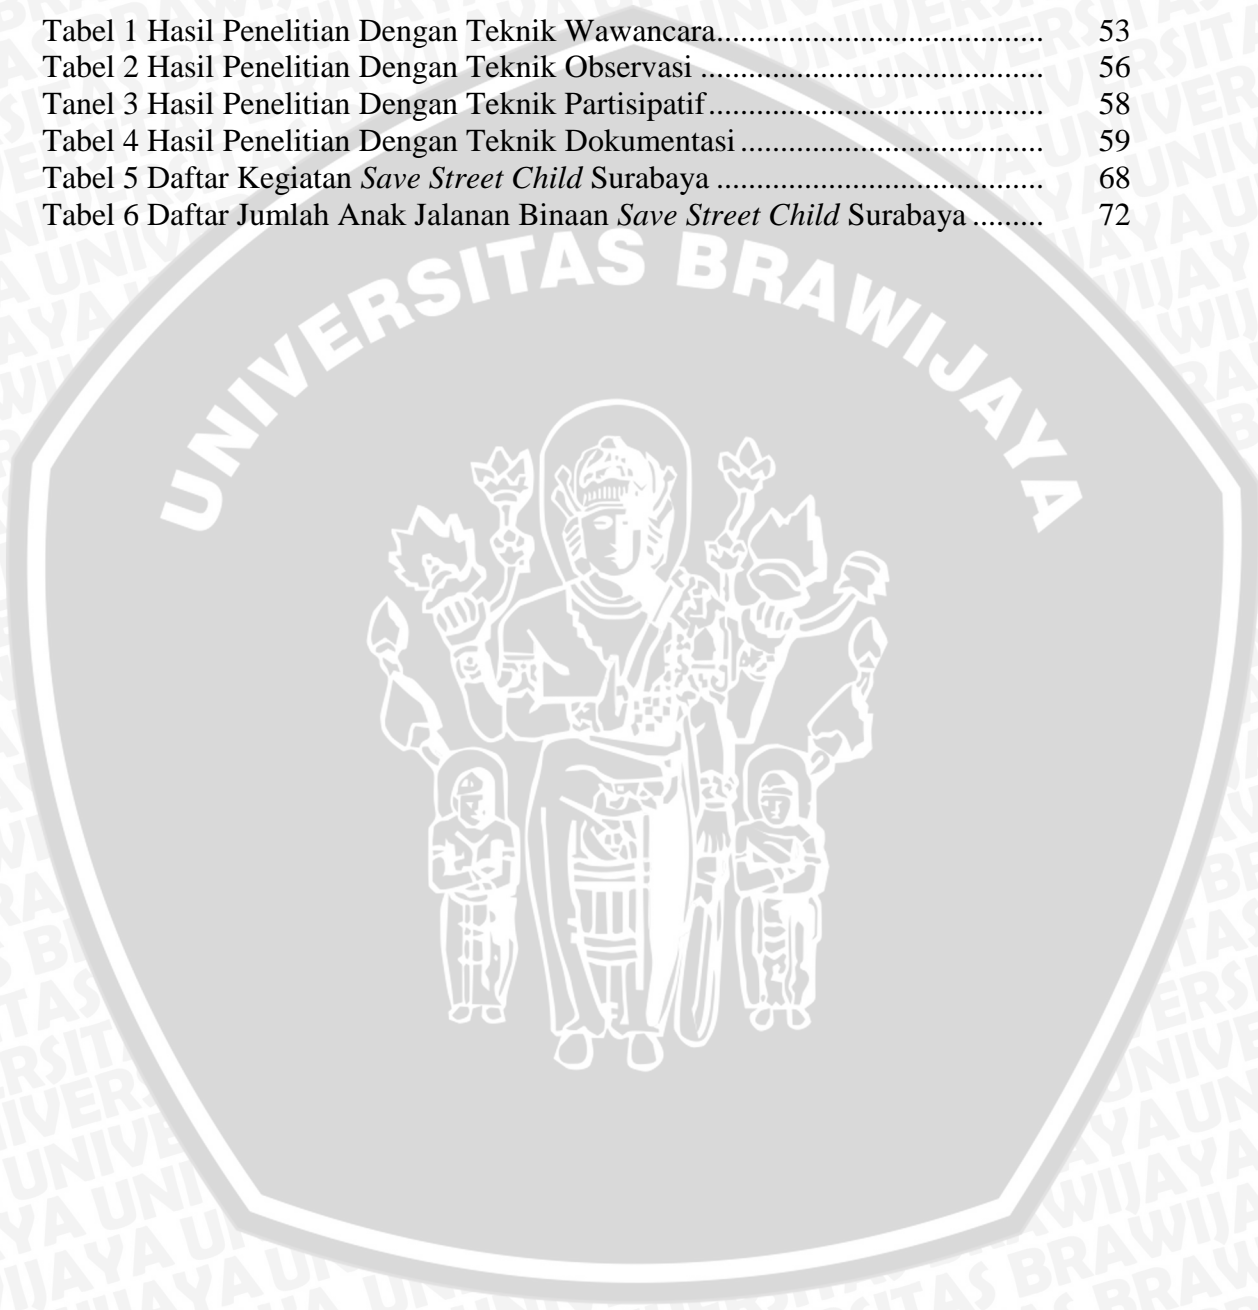 Tabel 1 Hasil Penelitian Dengan Teknik Wawancara......................................... 53
Tabel 2 Hasil Penelitian Dengan Teknik Observasi ........................................... 56
Tanel 3 Hasil Penelitian Dengan Teknik Partisipatif.......................................... 58
Tabel 4 Hasil Penelitian Dengan Teknik Dokumentasi ...................................... 59
Tabel 5 Daftar Kegiatan Save Street Child Surabaya ......................................... 68
Tabel 6 Daftar Jumlah Anak Jalanan Binaan Save Street Child Surabaya ......... 72
UNIVERSITAS BRAWIJAYA